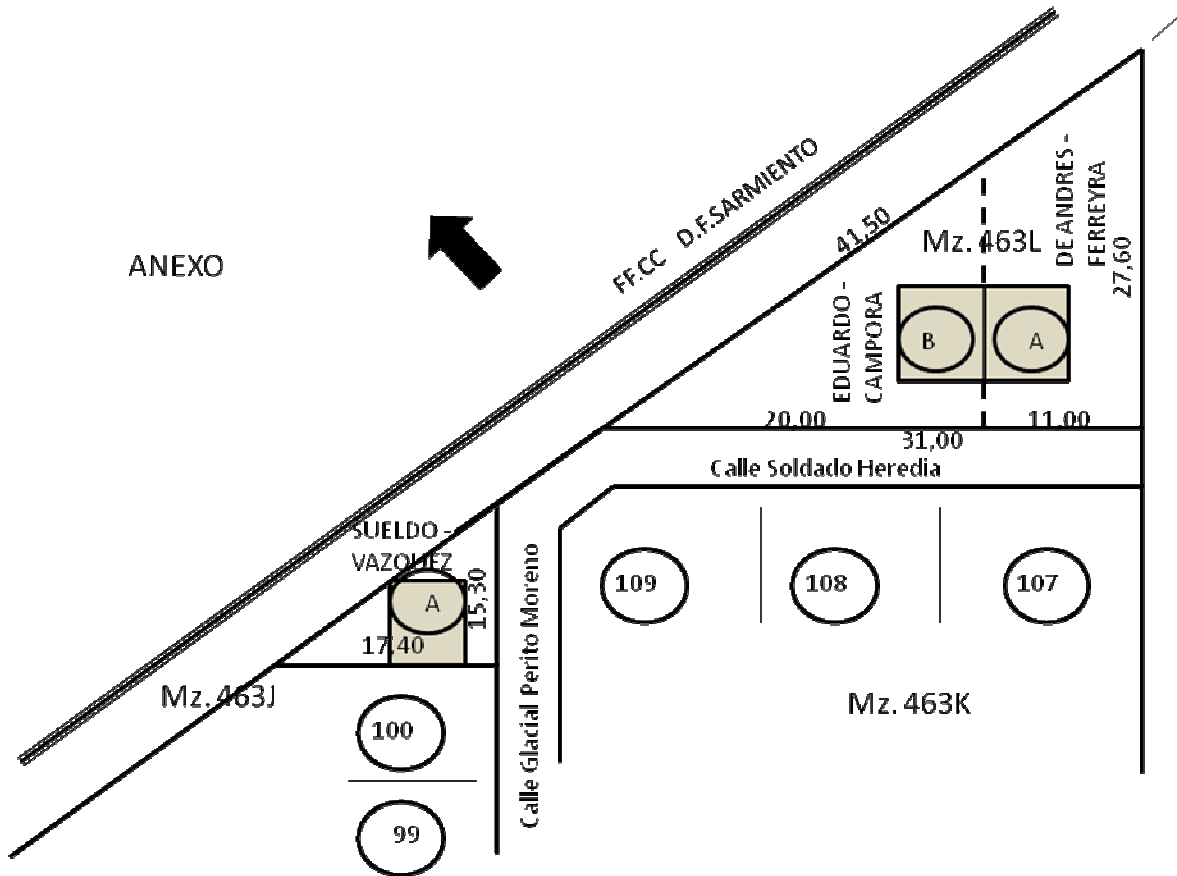 FF.CC D.F.SARMIENTO
ANEXO
41,50
Mz. 463L
DE ANDRES -
FERREYRA
27,60
EDUARDO -
CAMPORA
B
A
20,00
11,00
31,00
Calle Soldado Heredia
SUELDO -
VAZQUEZ
A
15,30
17,40
Calle Glacial Perito Moreno
109
108
107
Mz. 463J
Mz. 463K
100
99